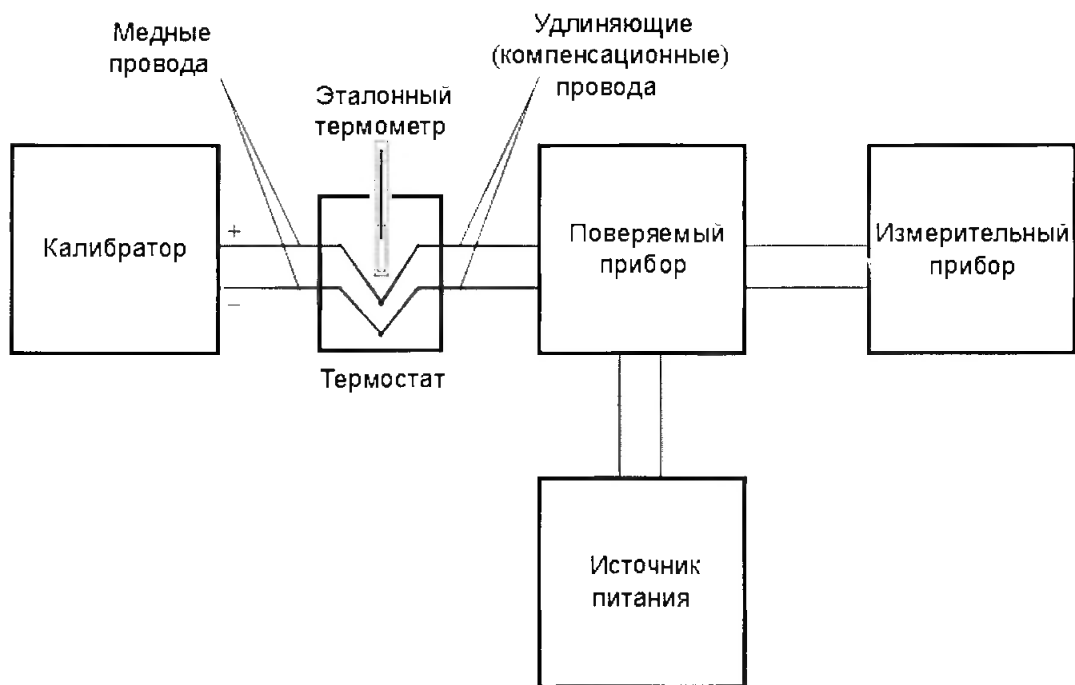 Медные
провода
Удлиняющие
(компенсационные)
провода
Эталонный
термометр
Калибратор
+
−
Термостат
Поверяемый
прибор
Измерительный
прибор
Источник
питания